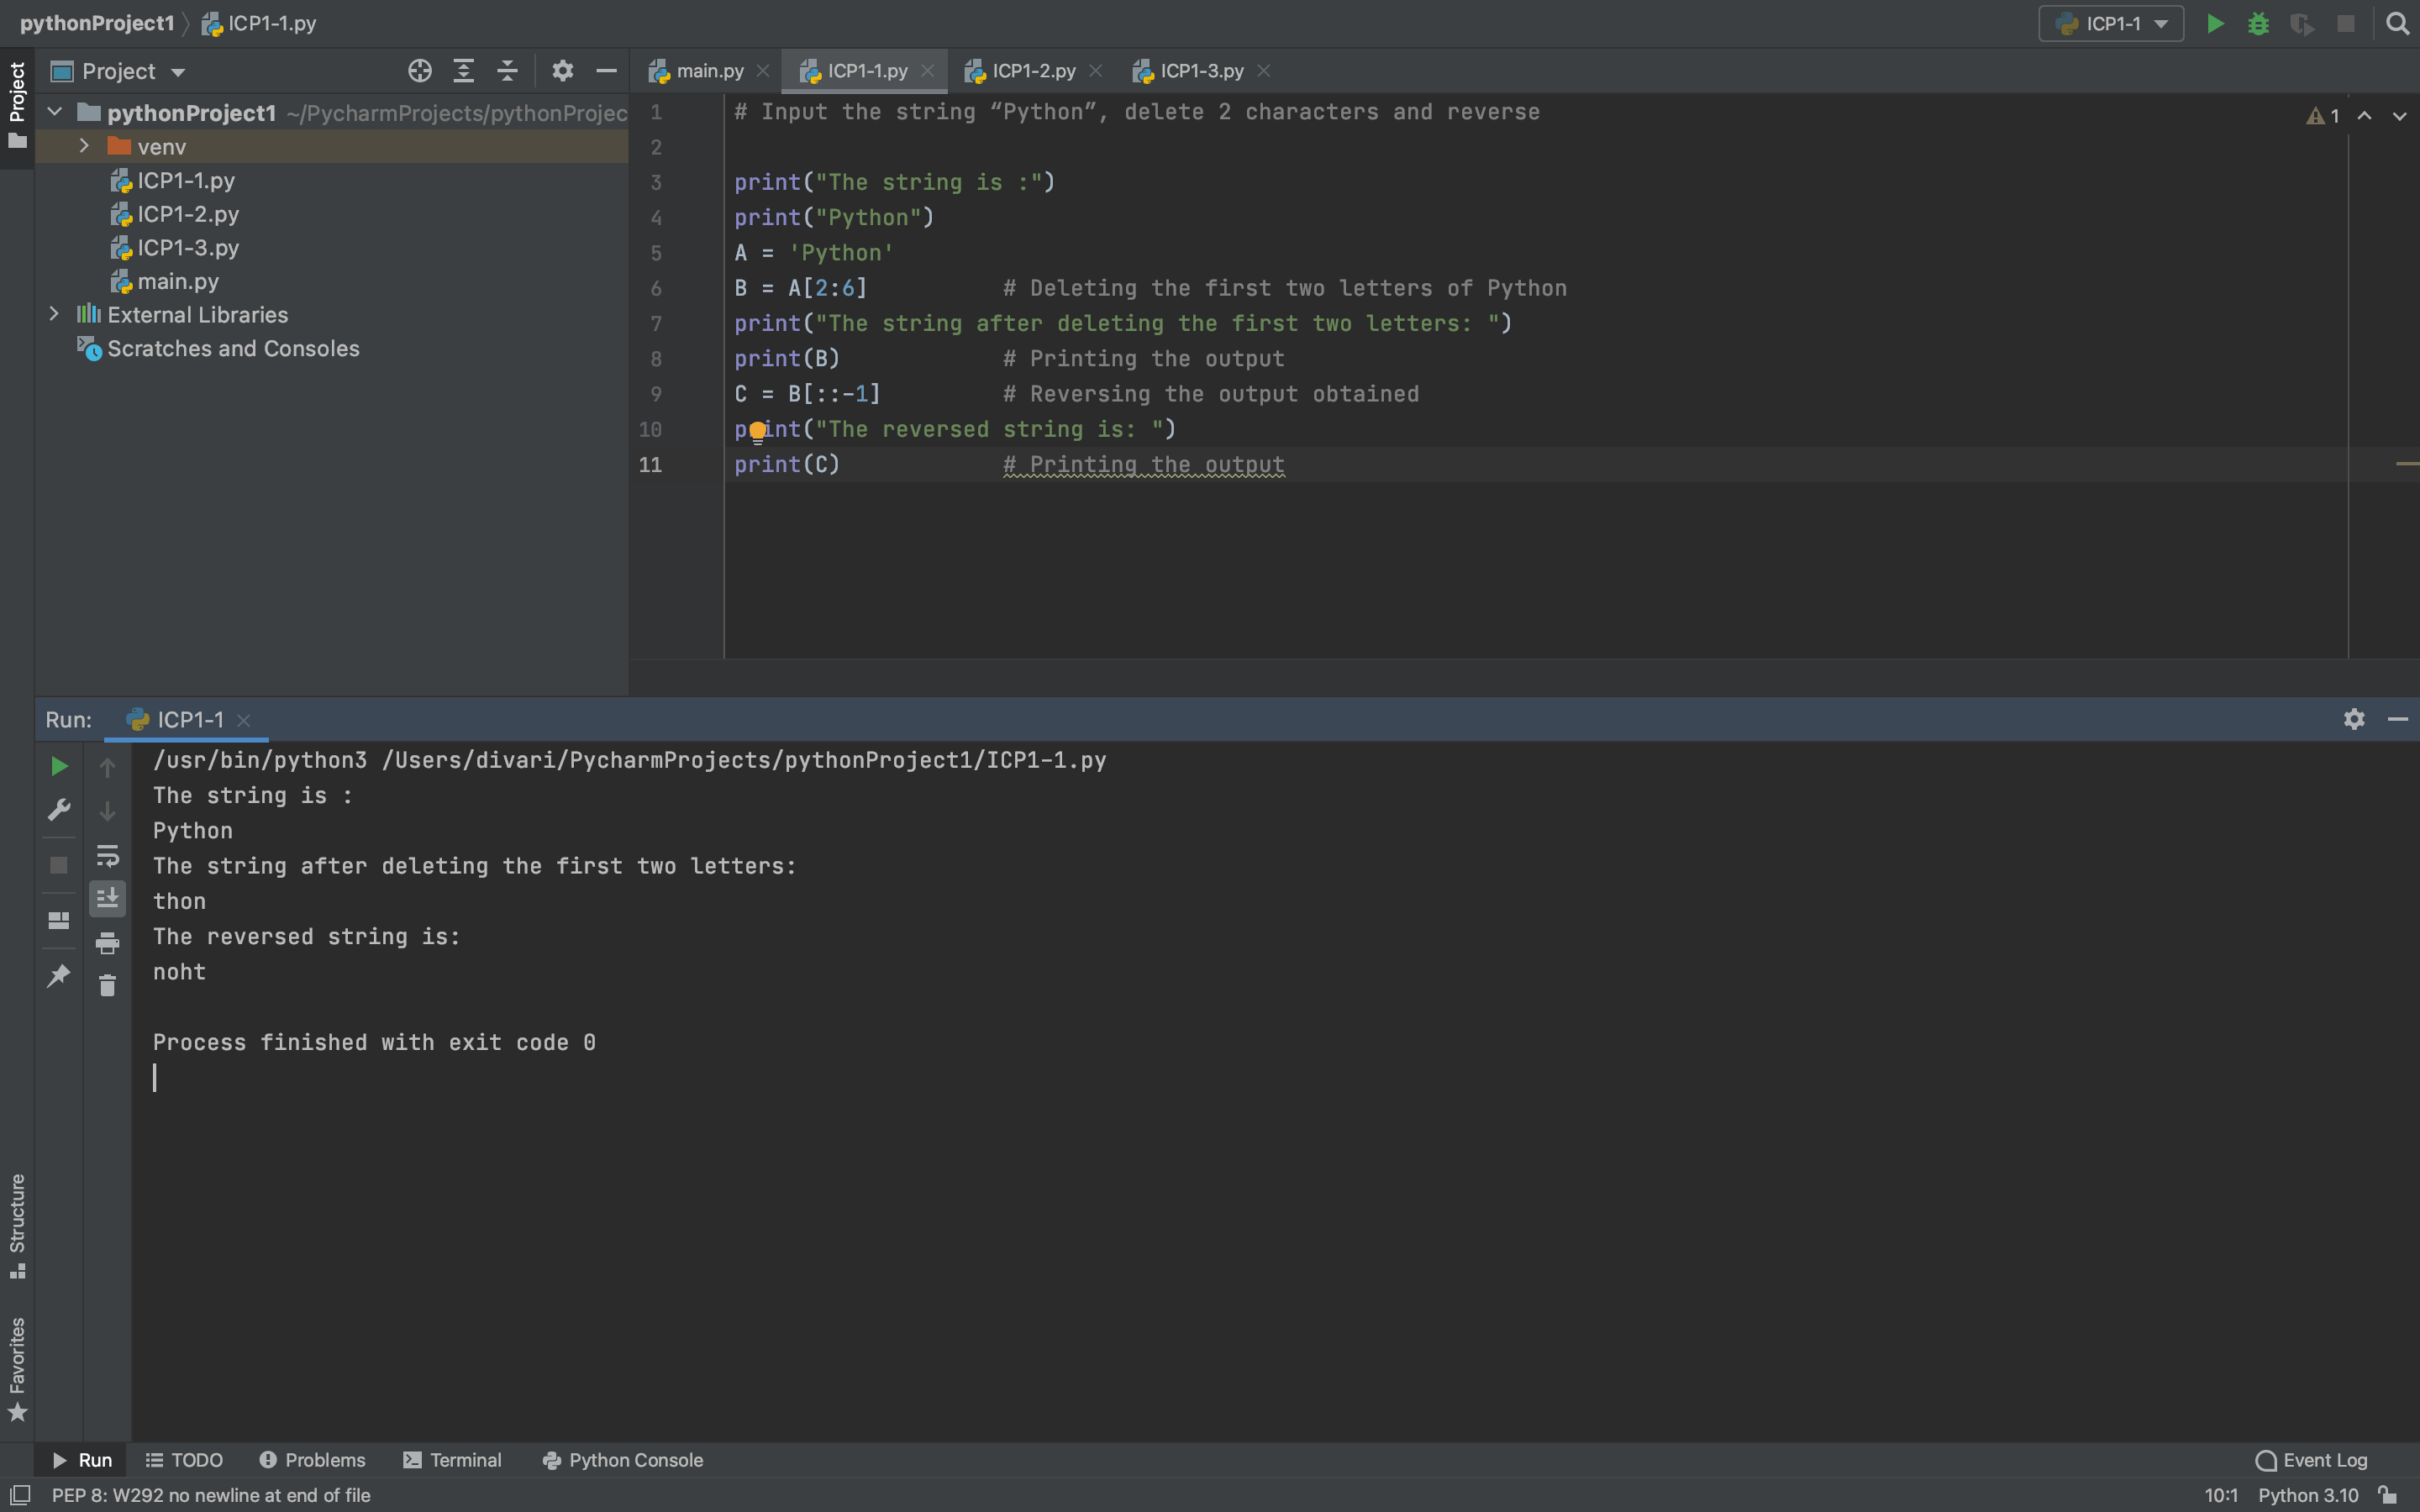 pythonProject1 ICP1-1.py
ICP1-1
Project
Project
main.py
ICP1-1.py
ICP1-2.py
ICP1-3.py
pythonProject1 ~/PycharmProjects/pythonProjec
venv
ICP1-1.py
ICP1-2.py
ICP1-3.py
main.py
External Libraries
Scratches and Consoles
1 # Input the string “Python”, delete 2 characters and reverse
1
2
3 print("The string is :")
4 print("Python")
5 A = 'Python'
6 B = A[2:6]          # Deleting the first two letters of Python
7 print("The string after deleting the first two letters: ")
8 print(B)            # Printing the output
9 C = B[::-1]         # Reversing the output obtained
10 print("The reversed string is: ")
11 print(C)            # Printing the output
Run: ICP1-1
/usr/bin/python3 /Users/divari/PycharmProjects/pythonProject1/ICP1-1.py
The string is :
Python
The string after deleting the first two letters:
thon
The reversed string is:
noht
Process finished with exit code 0
Structure
Favorites
Run TODO Problems Terminal Python Console Event Log
PEP 8: W292 no newline at end of file 10:1 Python 3.10